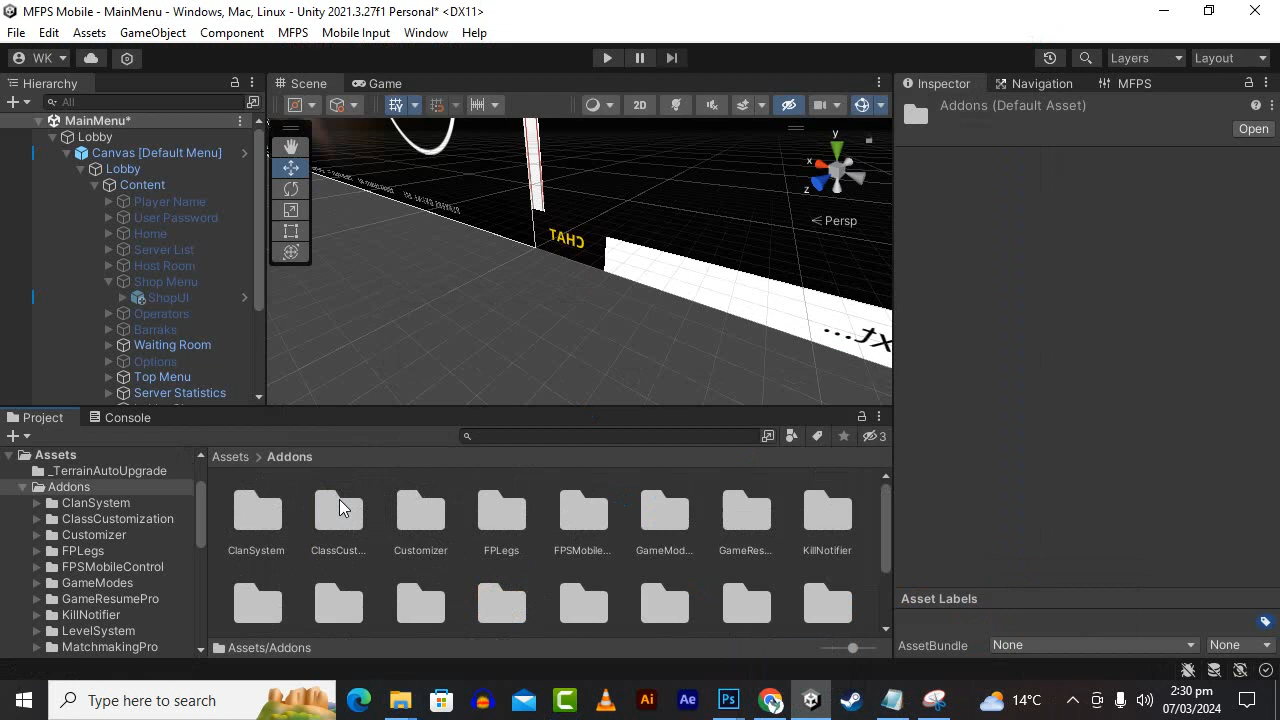 MFPS Mobile - MainMenu - Windows, Mac, Linux - Unity 2021.3.27f1 Personal* <DX11>
File Edit Assets GameObject Component MFPS Mobile Input Window Help
WK Layers Layout
Hierarchy Scene Game Inspector Navigation MFPS
All 2D Addons (Default Asset)
Open
MainMenu*
Lobby
Canvas [Default Menu]
Lobby
Content
Player Name
User Password
Home
Server List
Host Room
Shop Menu
ShopUI
Operators
Barraks
Waiting Room
Options
Top Menu
Server Statistics
y
x
z
Persp
CHAT
xt...
Project Console
3
Assets
_TerrainAutoUpgrade
Addons
ClanSystem
ClassCustomization
Customizer
FPLegs
FPSMobileControl
GameModes
GameResumePro
KillNotifier
LevelSystem
MatchmakingPro
Assets > Addons
ClanSystem ClassCust... Customizer FPLegs FPSMobile... GameMod... GameRes... KillNotifier
Assets/Addons
Asset Labels
AssetBundle None None
Type here to search 14°C 2:30 pm
07/03/2024